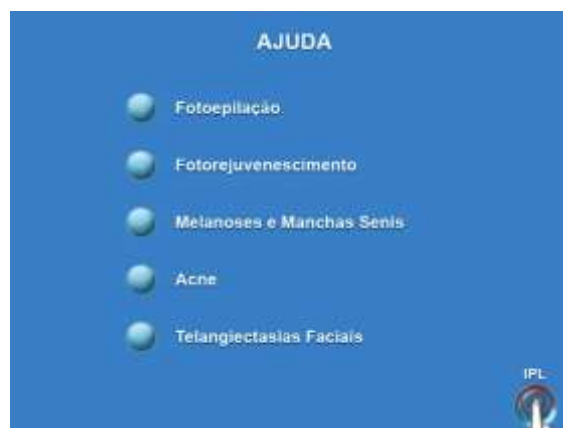 AJUDA
Fotoepilação
Fotorejuvenescimento
Melanoses e Manchas Senis
Acne
Telangiectasias Faciais
IPL